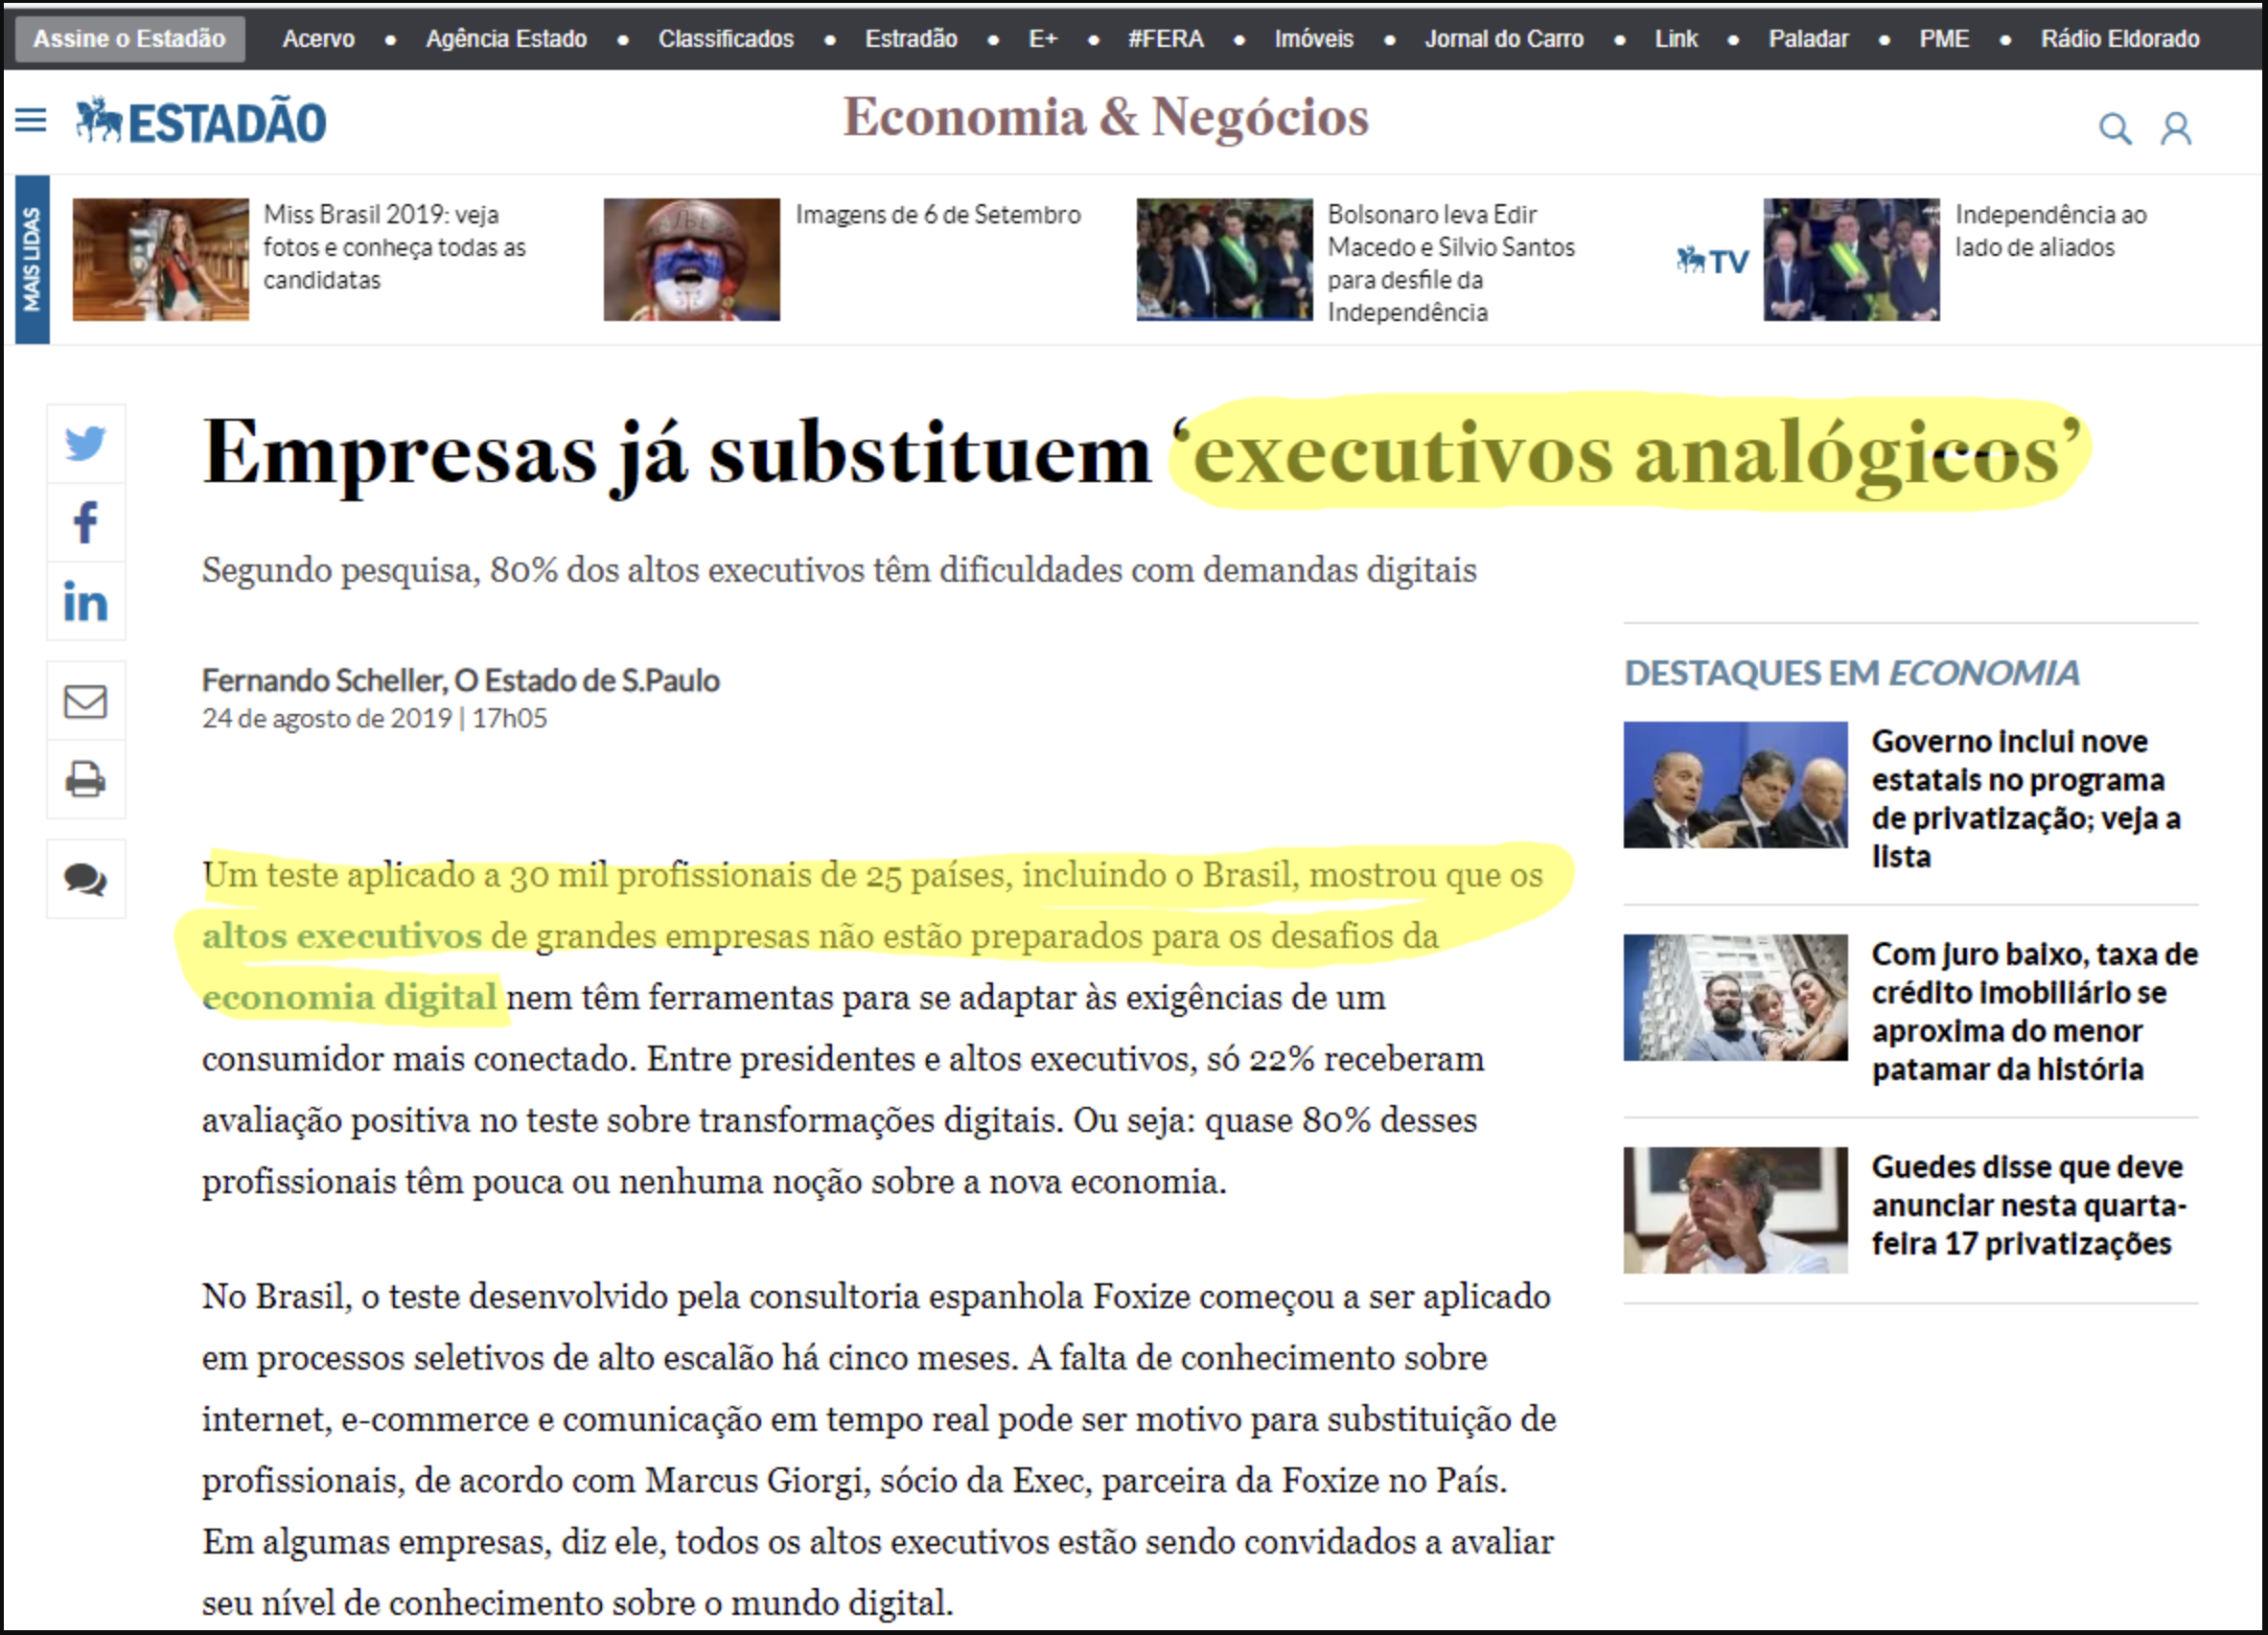 Assine o Estadão Acervo • Agência Estado • Classificados • Estradão • E+ • #FERA • Imóveis • Jornal do Carro • Link • Paladar • PME • Rádio Eldorado
ESTADÃO
Economia & Negócios
MAIS LIDAS
Miss Brasil 2019: veja
fotos e conheça todas as
candidatas
Imagens de 6 de Setembro
Bolsonaro leva Edir
Macedo e Silvio Santos
para desfile da
Independência
TV
Independência ao
lado de aliados
Empresas já substituem ‘executivos analógicos’
Segundo pesquisa, 80% dos altos executivos têm dificuldades com demandas digitais
Fernando Scheller, O Estado de S.Paulo
24 de agosto de 2019 | 17h05
Um teste aplicado a 30 mil profissionais de 25 países, incluindo o Brasil, mostrou que os
altos executivos de grandes empresas não estão preparados para os desafios da
economia digital nem têm ferramentas para se adaptar às exigências de um
consumidor mais conectado. Entre presidentes e altos executivos, só 22% receberam
avaliação positiva no teste sobre transformações digitais. Ou seja: quase 80% desses
profissionais têm pouca ou nenhuma noção sobre a nova economia.
No Brasil, o teste desenvolvido pela consultoria espanhola Foxize começou a ser aplicado
em processos seletivos de alto escalão há cinco meses. A falta de conhecimento sobre
internet, e-commerce e comunicação em tempo real pode ser motivo para substituição de
profissionais, de acordo com Marcus Giorgi, sócio da Exec, parceira da Foxize no País.
Em algumas empresas, diz ele, todos os altos executivos estão sendo convidados a avaliar
seu nível de conhecimento sobre o mundo digital.
DESTAQUES EM ECONOMIA
Governo inclui nove
estatais no programa
de privatização; veja a
lista
Com juro baixo, taxa de
crédito imobiliário se
aproxima do menor
patamar da história
Guedes disse que deve
anunciar nesta quarta-
feira 17 privatizações